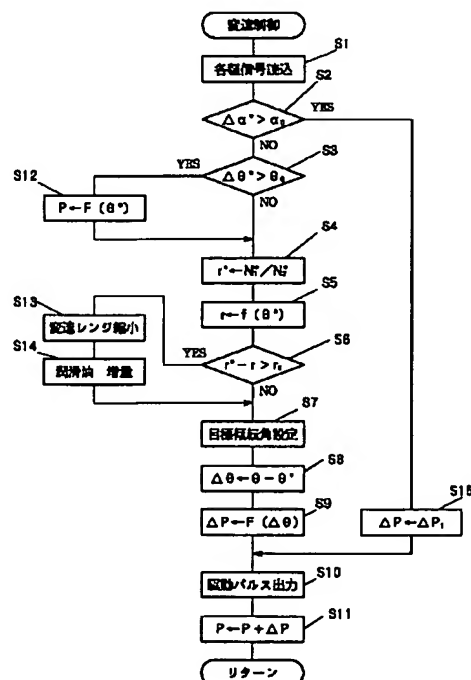 変速制御
S1
各種信号読込
S2
Δα°>α₀
YES
NO
S3
Δθ°>θ₀
YES
NO
S12
P←F (θ°)
S4
r°←N₁°/N₂°
S5
r←f (θ°)
S13
変速レンジ縮小
S14
潤滑油 増量
S6
r°−r>r₁
YES
NO
S7
目標傾転角設定
S8
Δθ←θ−θ°
S9
ΔP←F (Δθ)
S15
ΔP←ΔP₁
S10
駆動パルス出力
S11
P←P+ΔP
リターン